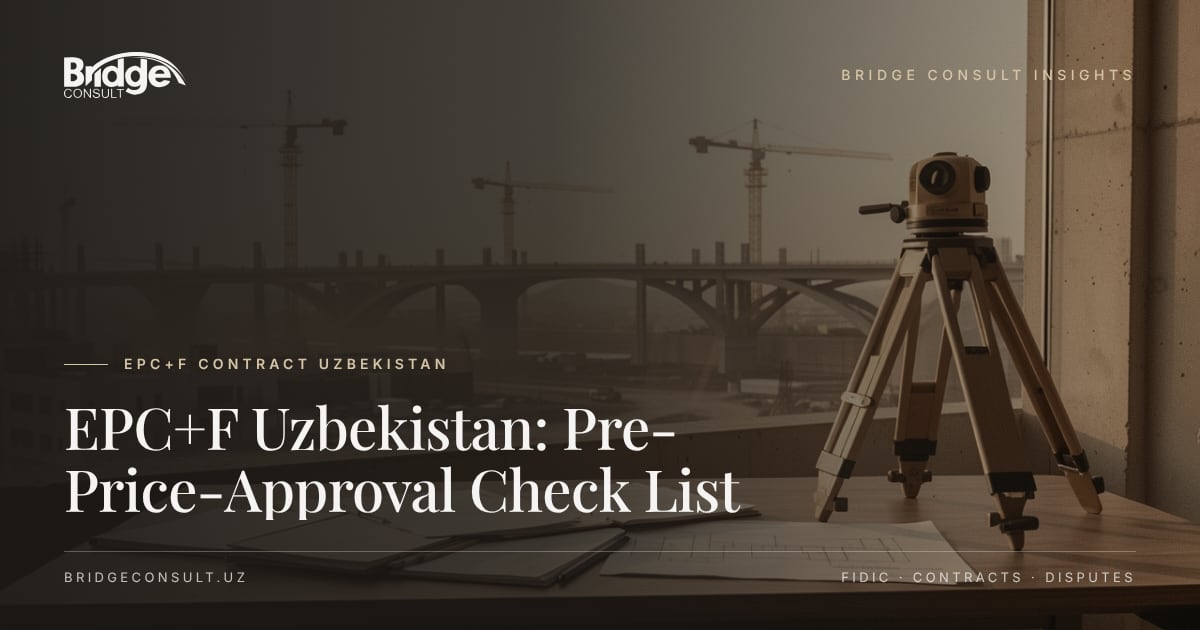 Bridge
CONSULT
BRIDGE CONSULT INSIGHTS
EPC+F CONTRACT UZBEKISTAN
EPC+F Uzbekistan: Pre-
Price-Approval Check List
BRIDGECONSULT.UZ
FIDIC · CONTRACTS · DISPUTES